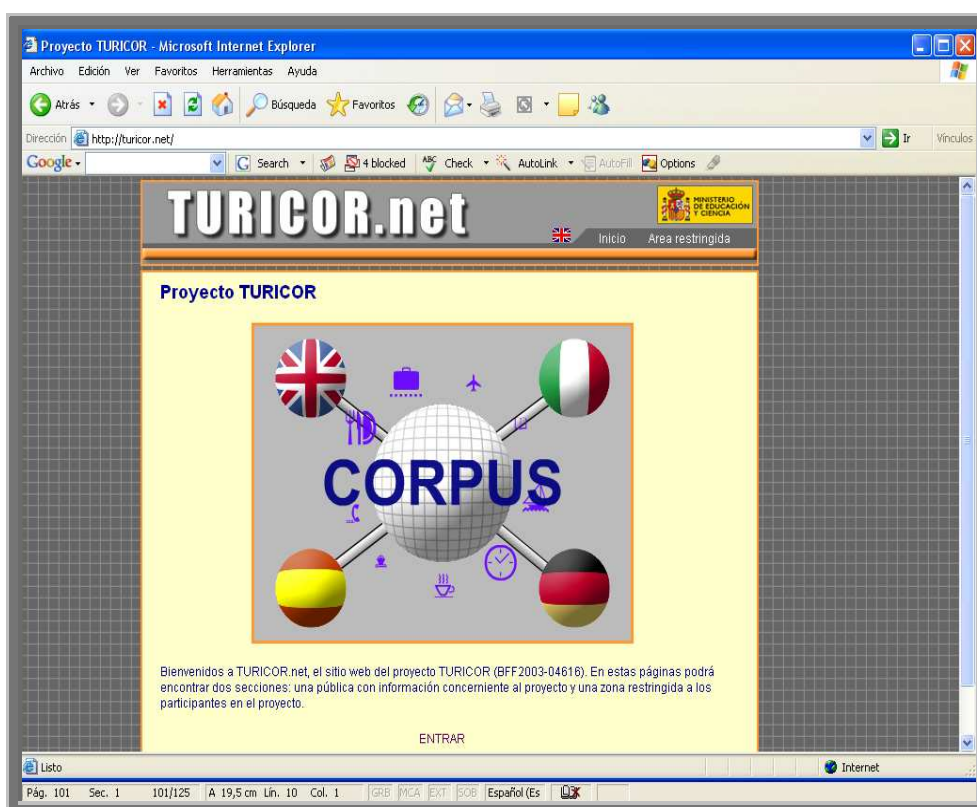 Proyecto TURICOR - Microsoft Internet Explorer
Archivo Edición Ver Favoritos Herramientas Ayuda
Atrás Búsqueda Favoritos
Dirección http://turicor.net/ Ir Vínculos
Google Search 4 blocked ABC Check AutoLink AutoFill Options
TURICOR.net
MINISTERIO
DE EDUCACIÓN
Y CIENCIA
Inicio Area restringida
Proyecto TURICOR
CORPUS
Bienvenidos a TURICOR.net, el sitio web del proyecto TURICOR (BFF2003-04616). En estas páginas podrá
encontrar dos secciones: una pública con información concerniente al proyecto y una zona restringida a los
participantes en el proyecto.
ENTRAR
Listo Internet
Pág. 101 Sec. 1 101/125 A 19,5 cm Lín. 10 Col. 1 GRB MCA EXT SOB Español (Es